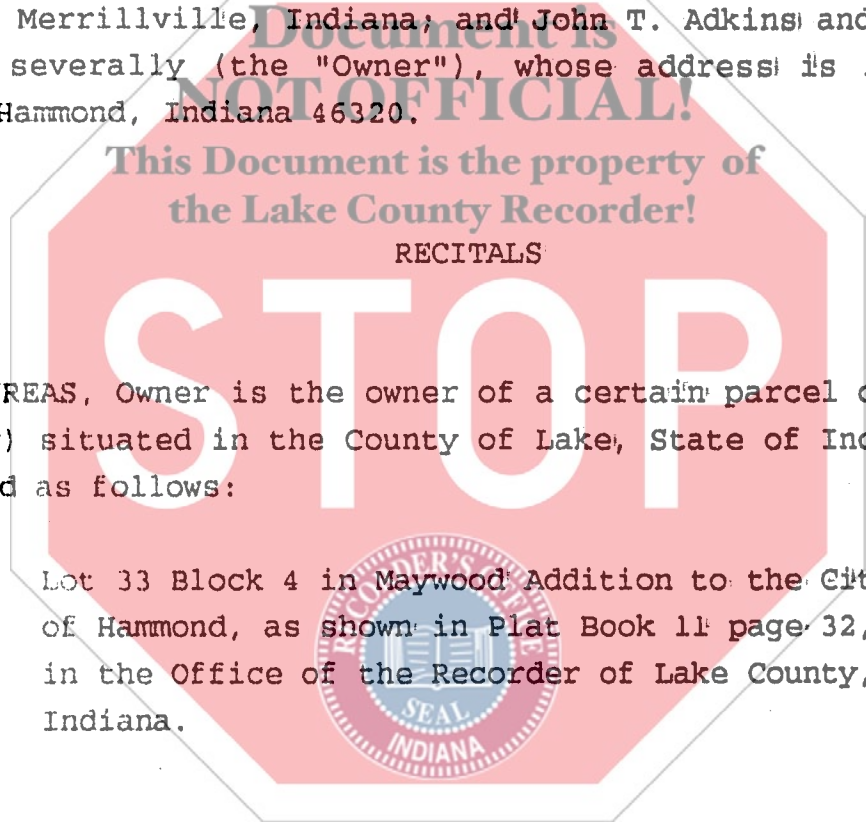 Merrillville, Indiana; and John T. Adkins and
Document is
severally (the "Owner"), whose address is
NOT OFFICIAL!
Hammond, Indiana 46320.
This Document is the property of
the Lake County Recorder!
RECITALS
STOP
REAS, Owner is the owner of a certain parcel
) situated in the County of Lake, State of Ind
d as follows:
Lot 33 Block 4 in Maywood Addition to the Cit
of Hammond, as shown in Plat Book 11 page 32,
in the Office of the Recorder of Lake County,
Indiana.
RECORDER'S OFFICE
SEAL
INDIANA